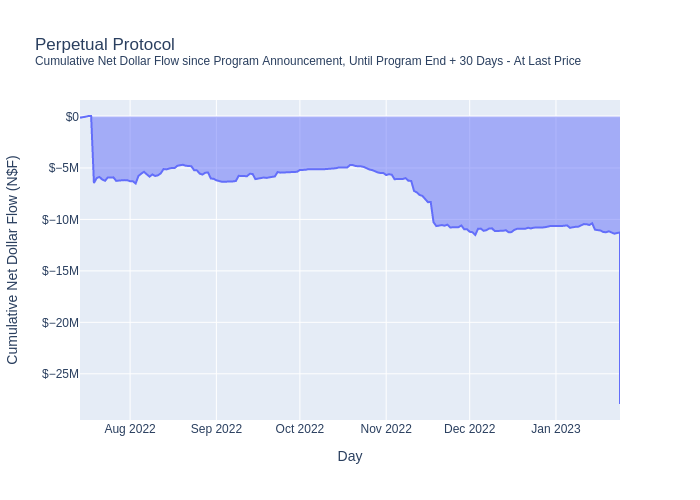 Perpetual Protocol
Cumulative Net Dollar Flow since Program Announcement, Until Program End + 30 Days - At Last Price
Cumulative Net Dollar Flow (N$F)
$0
$−5M
$−10M
$−15M
$−20M
$−25M
Aug 2022
Sep 2022
Oct 2022
Nov 2022
Dec 2022
Jan 2023
Day